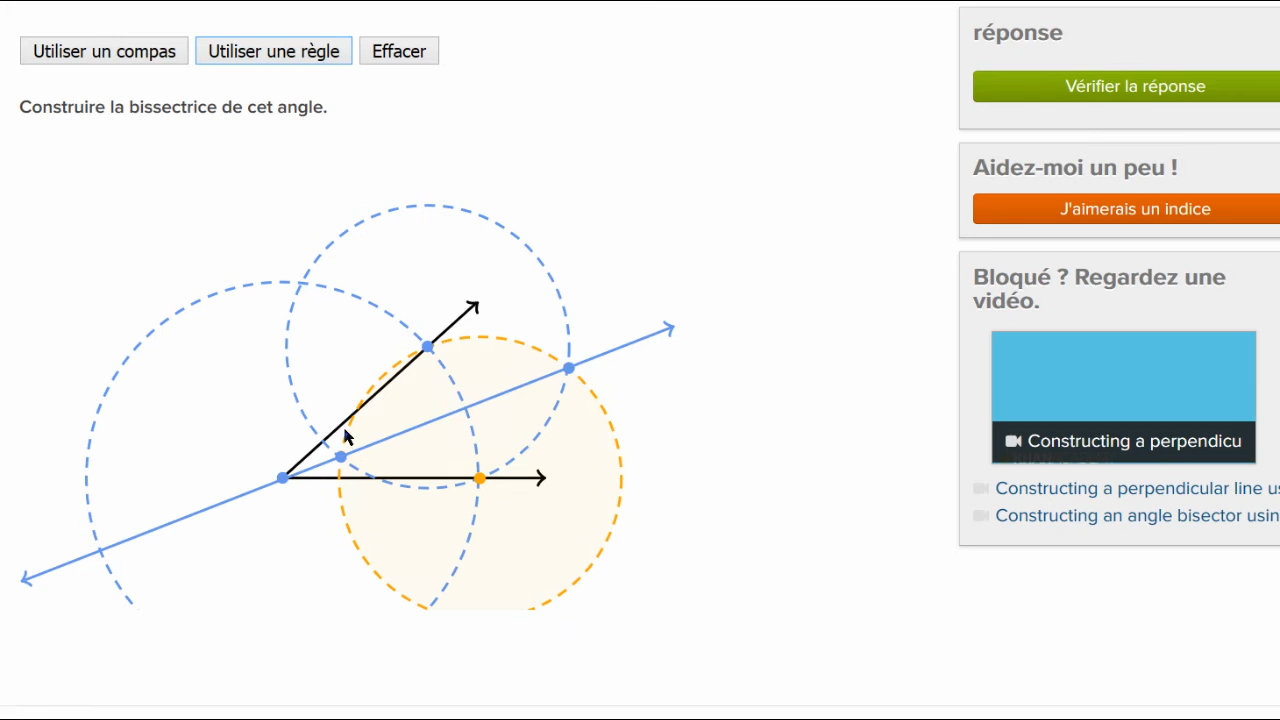 Utiliser un compas
Utiliser une règle
Effacer
Construire la bissectrice de cet angle.
réponse
Vérifier la réponse
Aidez-moi un peu !
J'aimerais un indice
Bloqué ? Regardez une
vidéo.
Constructing a perpendicu
Constructing a perpendicular line us
Constructing an angle bisector usin